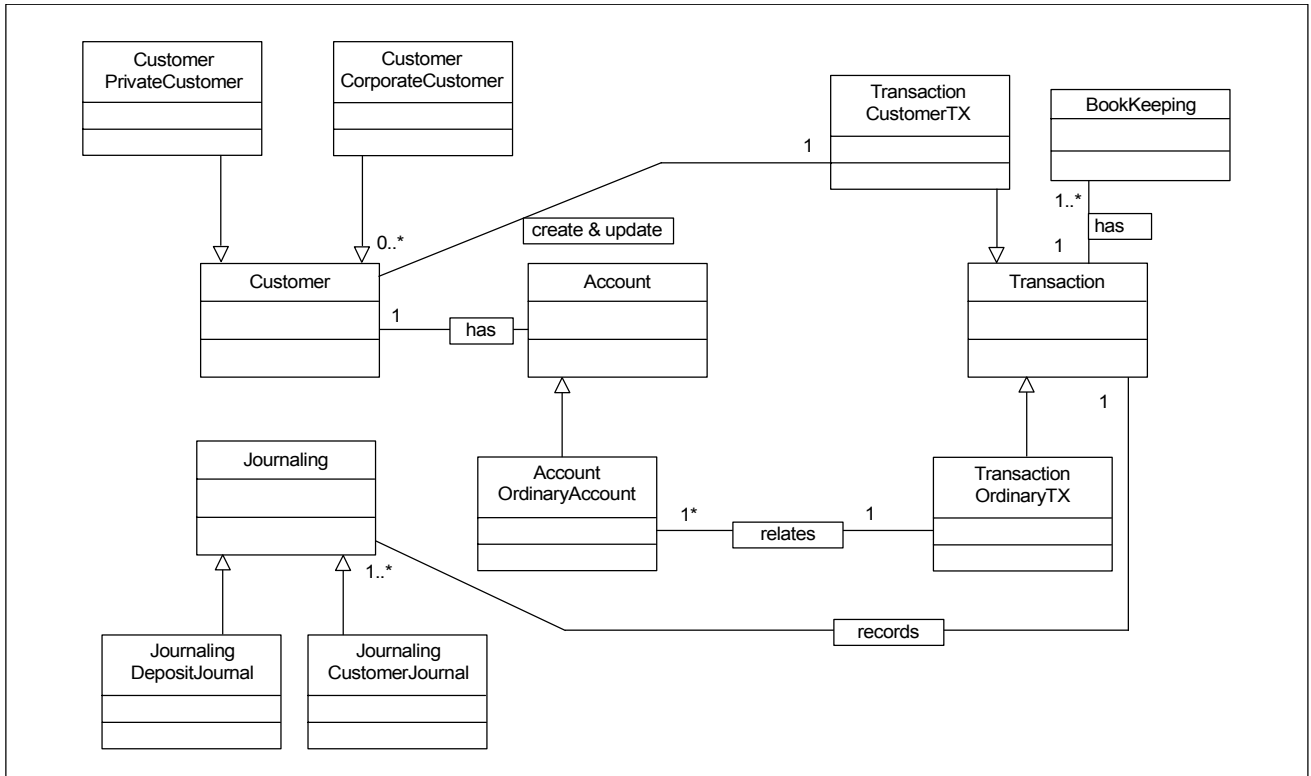 Customer
PrivateCustomer
Customer
CorporateCustomer
Transaction
CustomerTX
BookKeeping
1
1..*
has
create & update
0..*
1
Customer
Account
Transaction
1
has
1
Journaling
Account
OrdinaryAccount
Transaction
OrdinaryTX
1*
relates
1
1..*
records
Journaling
DepositJournal
Journaling
CustomerJournal